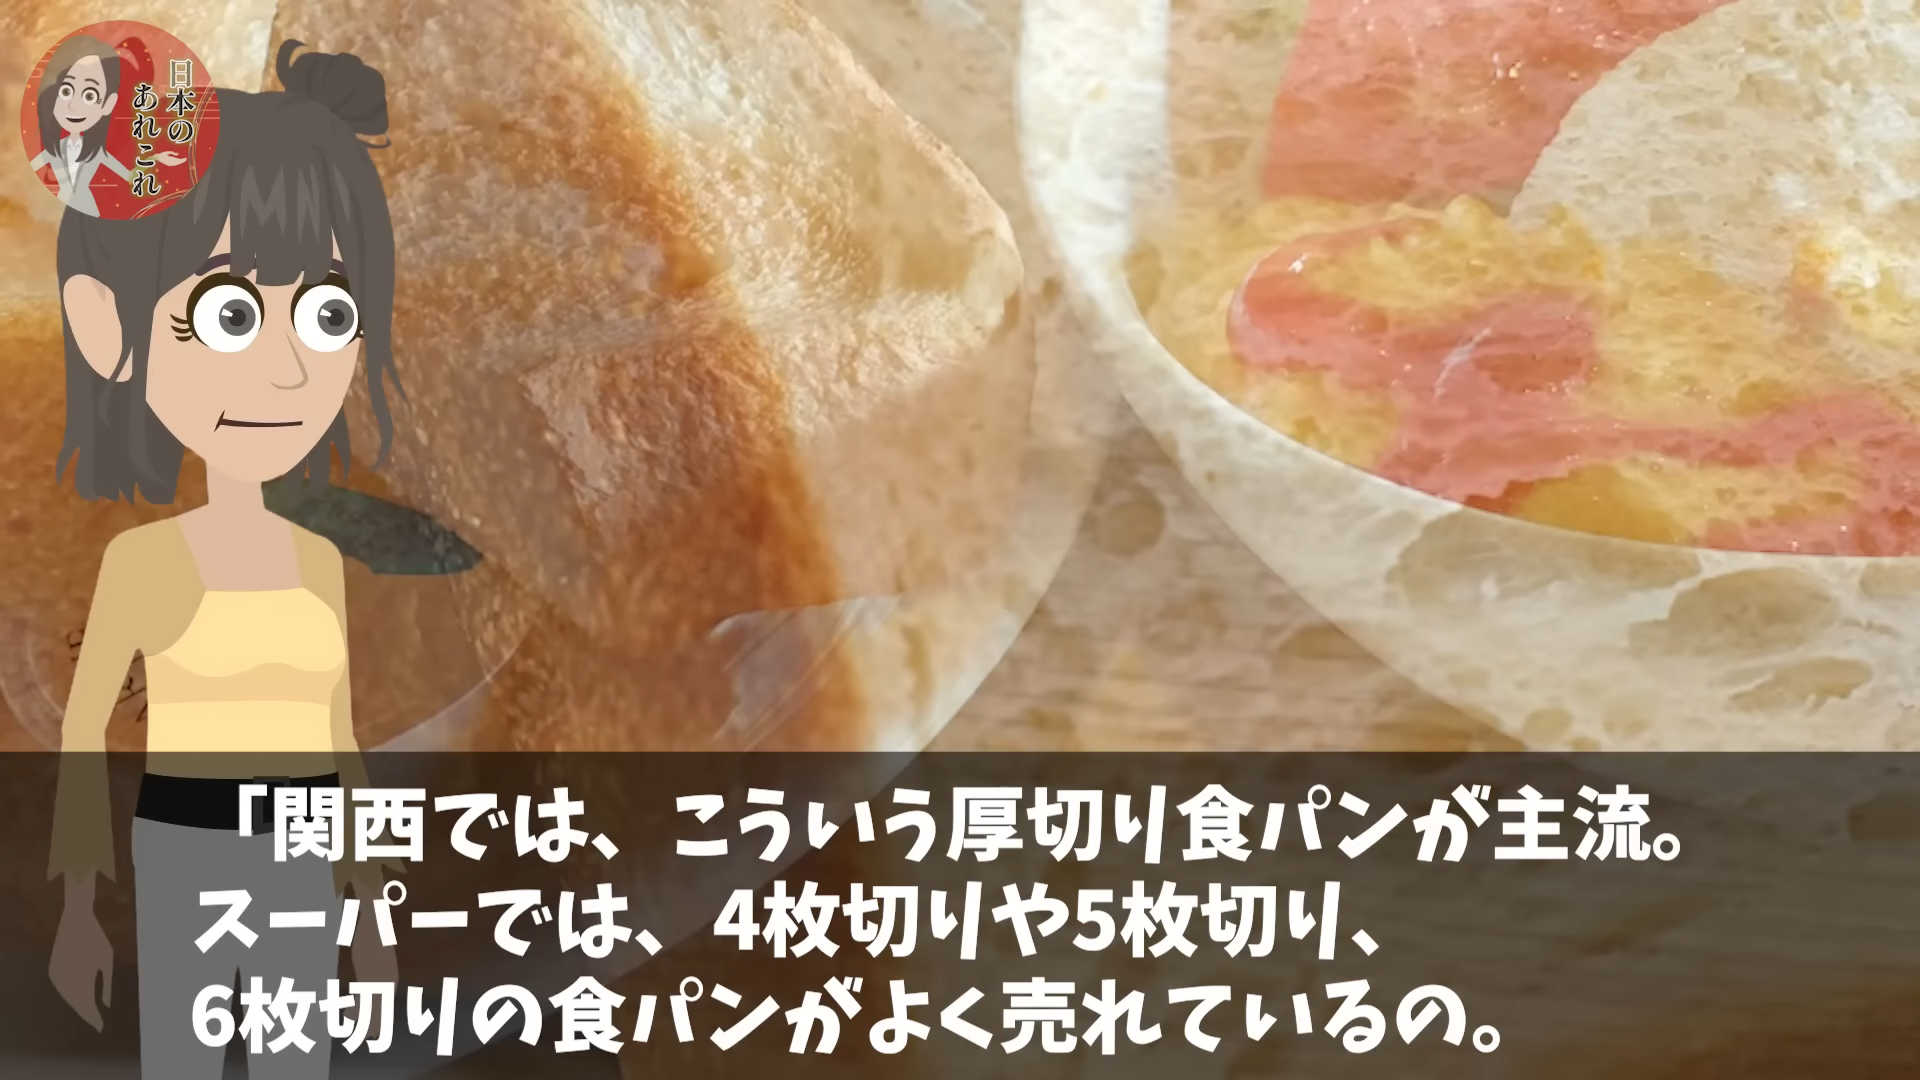 日本の
あれこれ
「関西では、こういう厚切り食パンが主流。
スーパーでは、4枚切りや5枚切り、
6枚切りの食パンがよく売れているの。